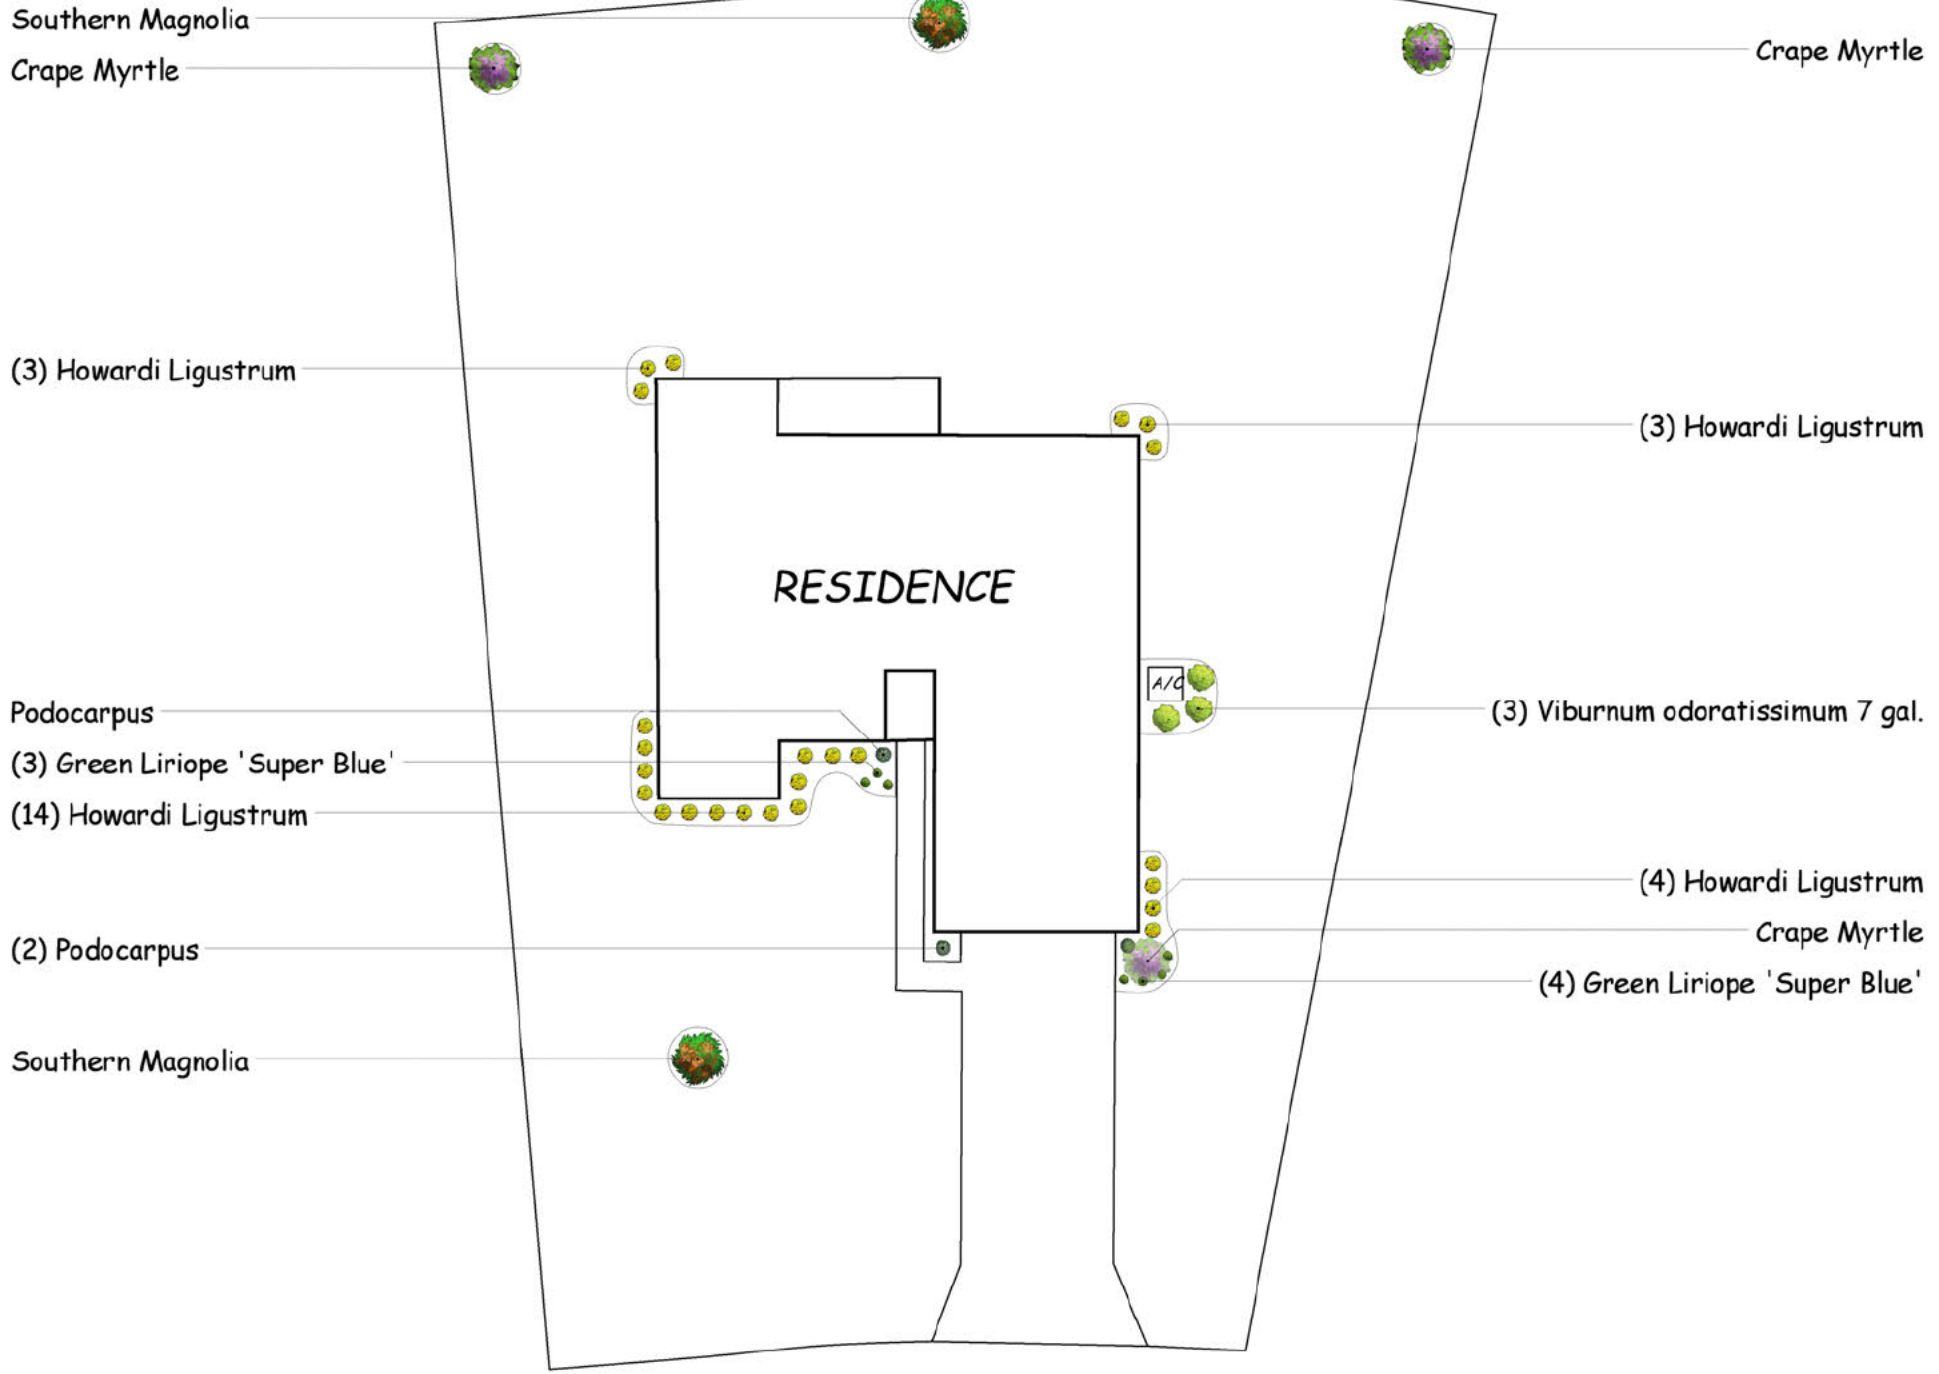 Southern Magnolia
Crape Myrtle
Crape Myrtle
(3) Howardi Ligustrum
(3) Howardi Ligustrum
RESIDENCE
A/C
Podocarpus
(3) Viburnum odoratissimum 7 gal.
(3) Green Liriope 'Super Blue'
(14) Howardi Ligustrum
(4) Howardi Ligustrum
Crape Myrtle
(2) Podocarpus
(4) Green Liriope 'Super Blue'
Southern Magnolia